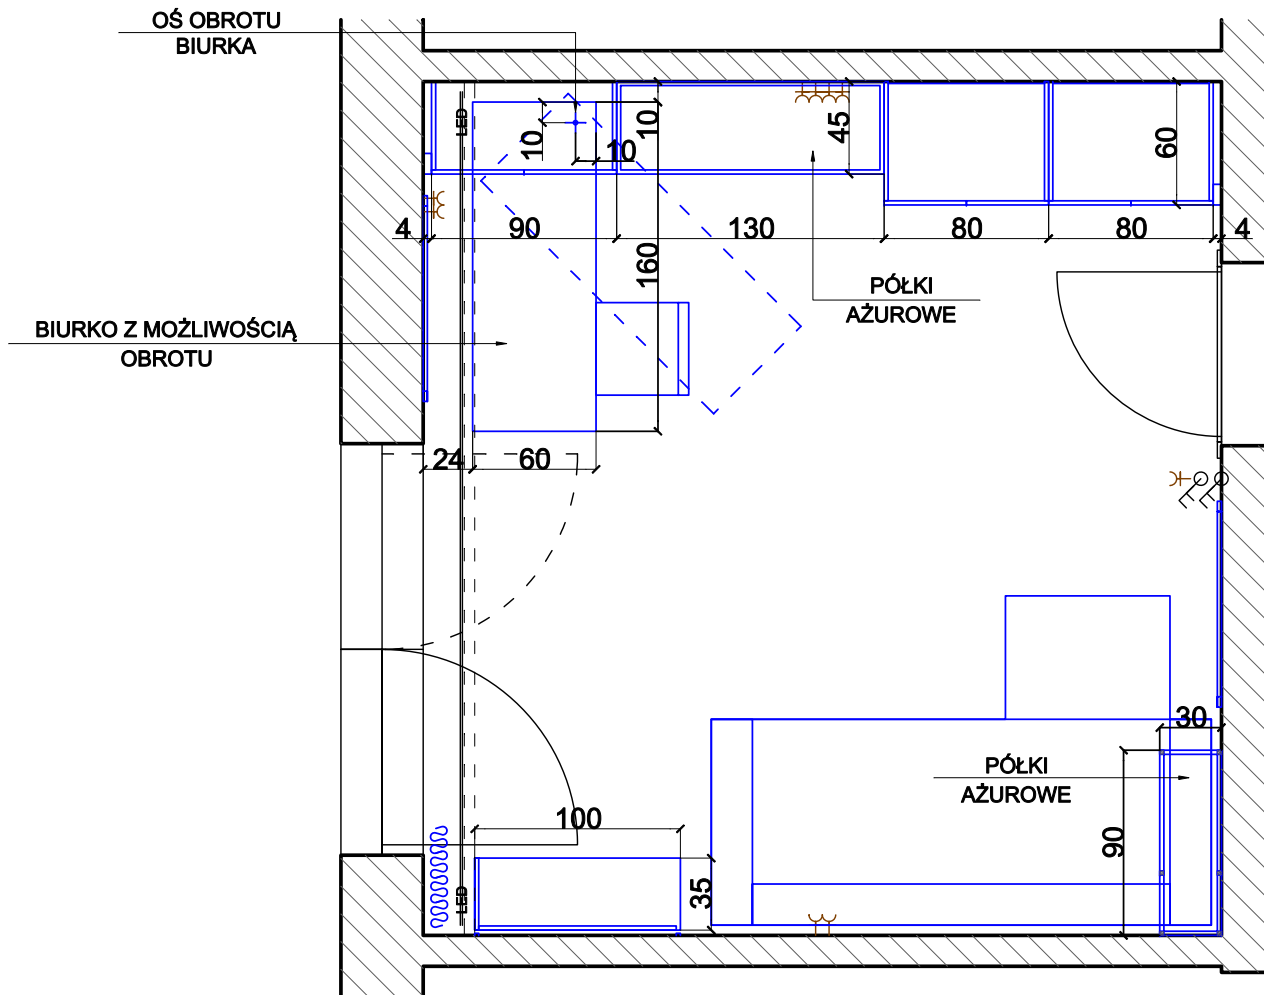 OŚ OBROTU
BIURKA
LED
10
10
10
45
60
4
90
130
80
80
4
160
PÓŁKI
AŻUROWE
BIURKO Z MOŻLIWOŚCIĄ
OBROTU
24
60
30
PÓŁKI
AŻUROWE
100
90
35
LED